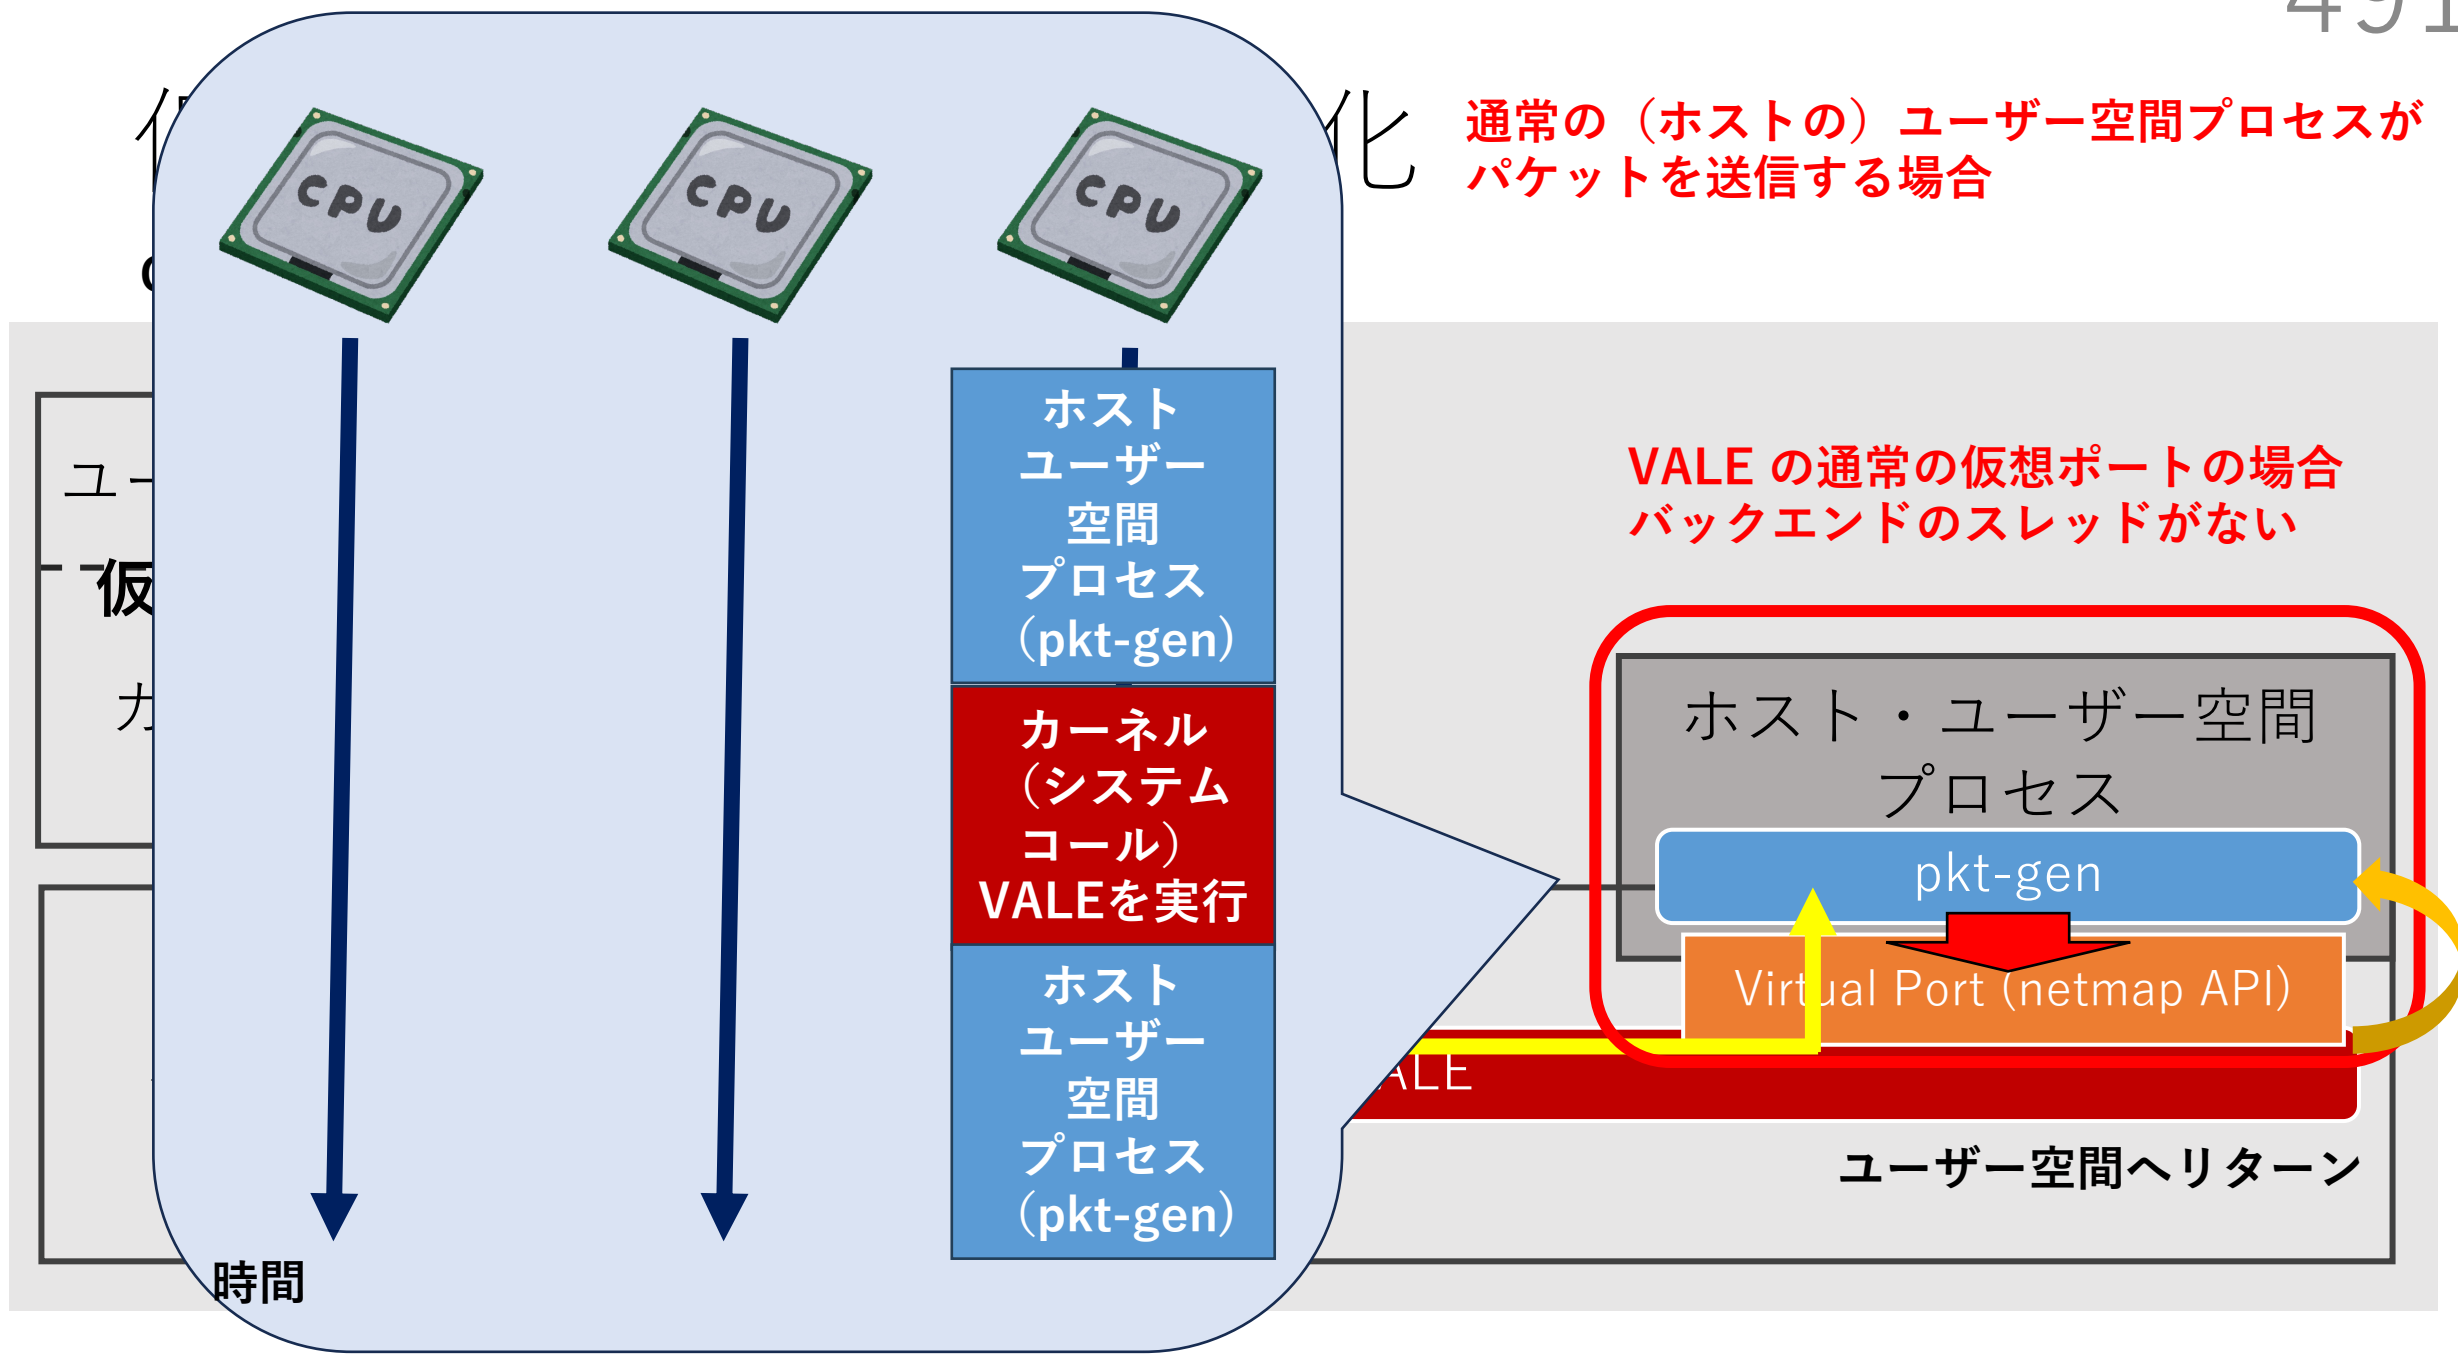 491
化
通常の（ホストの）ユーザー空間プロセスが
パケットを送信する場合
CPU
CPU
CPU
ホスト
ユーザー
空間
プロセス
（pkt-gen）
カーネル
（システム
コール）
VALEを実行
ホスト
ユーザー
空間
プロセス
（pkt-gen）
時間
ユー
仮
カ
VALE の通常の仮想ポートの場合
バックエンドのスレッドがない
ホスト・ユーザー空間
プロセス
pkt-gen
Virtual Port (netmap API)
ALE
ユーザー空間へリターン